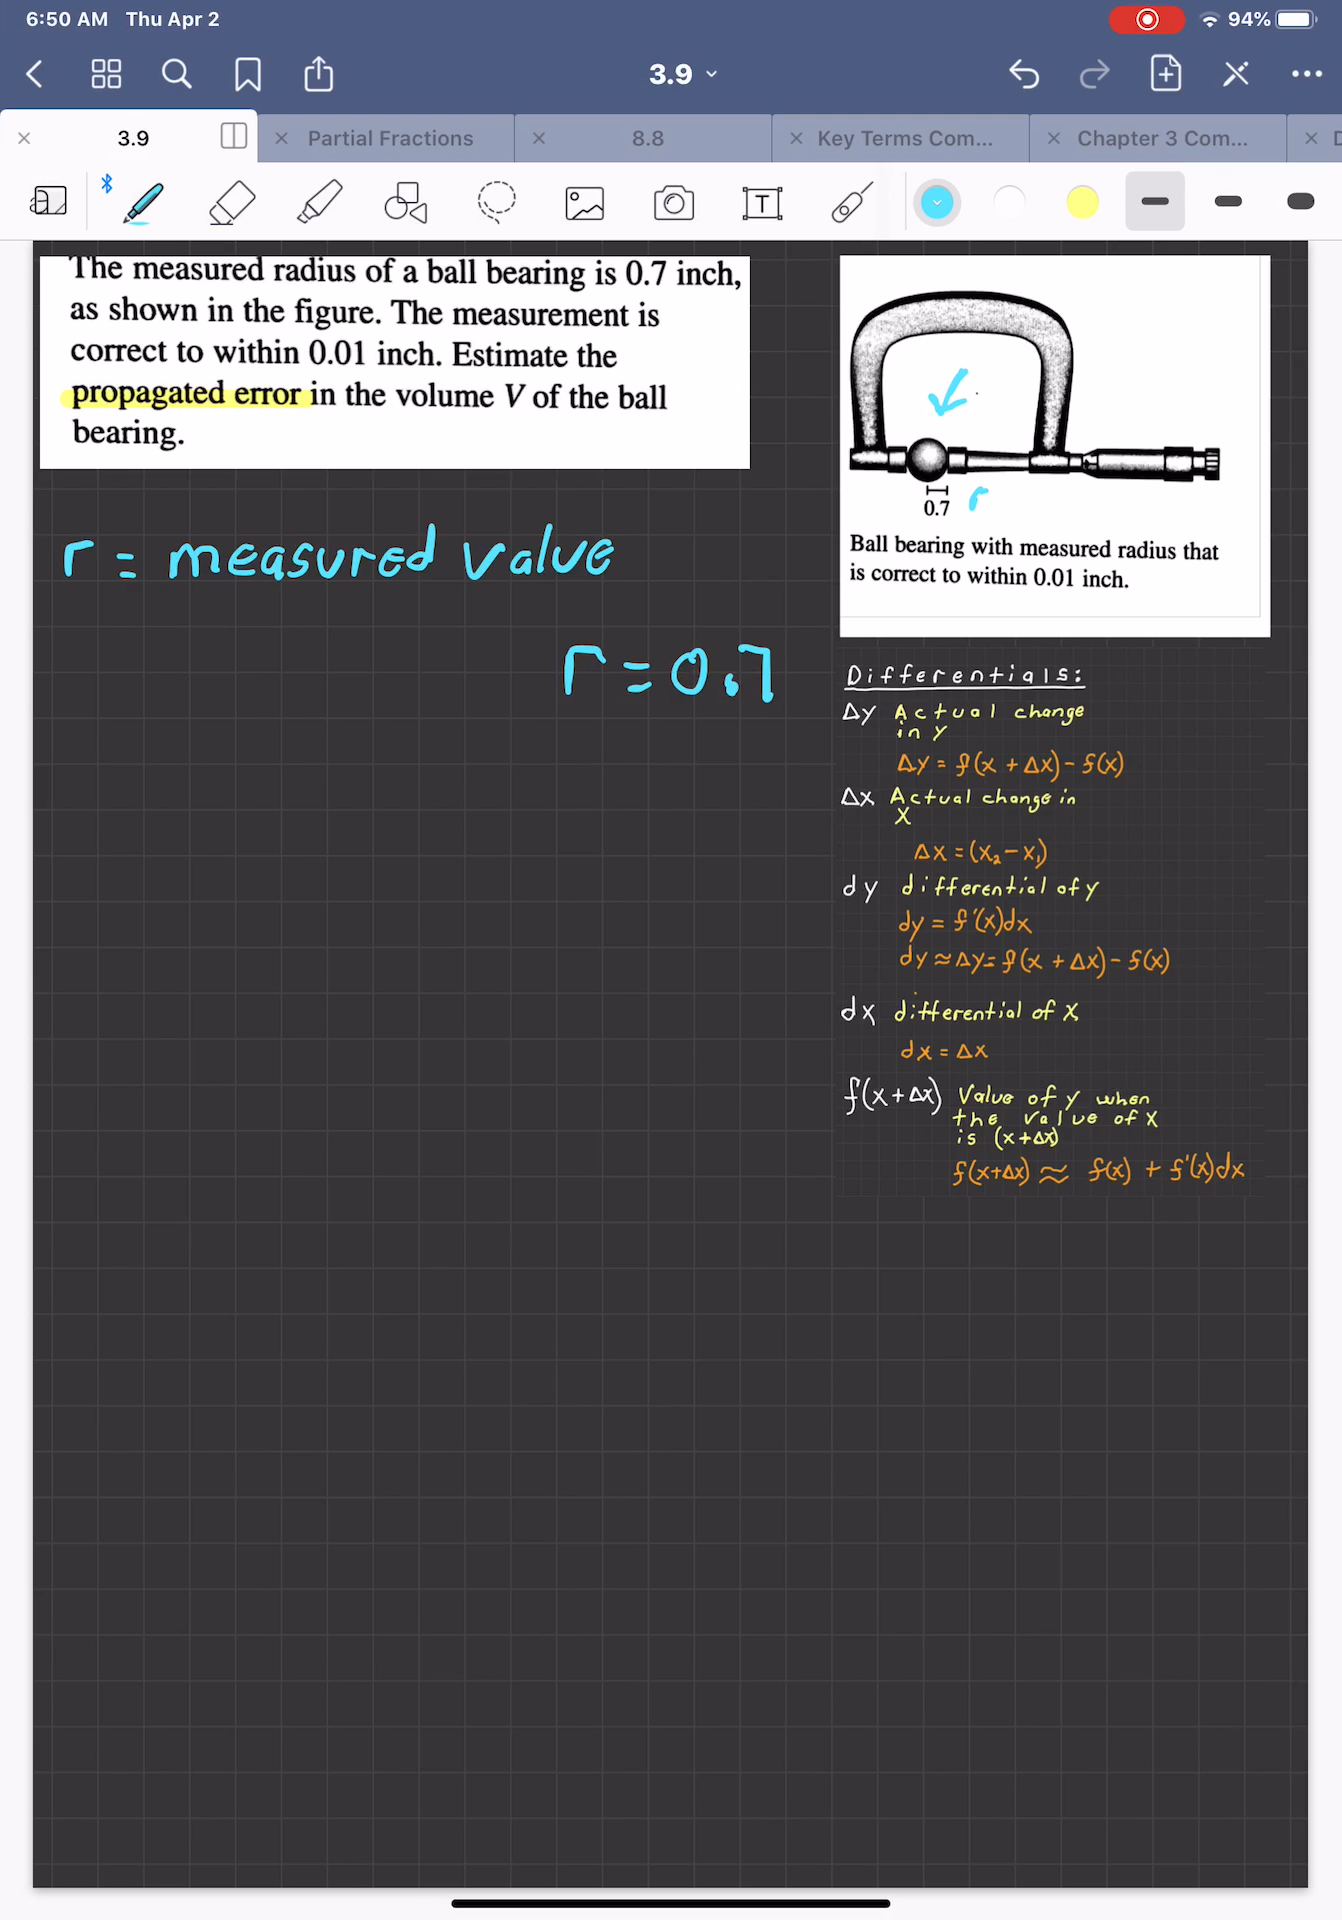 6:50 AM Thu Apr 2
94%
3.9
3.9
Partial Fractions
8.8
Key Terms Com...
Chapter 3 Com...
The measured radius of a ball bearing is 0.7 inch,
as shown in the figure. The measurement is
correct to within 0.01 inch. Estimate the
propagated error in the volume V of the ball
bearing.
r = measured value
r = 0.7
0.7 r
Ball bearing with measured radius that
is correct to within 0.01 inch.
Differentials:
Δy Actual change
in y
Δy = f(x + Δx) - f(x)
Δx Actual change in
x
Δx = (x₂ - x₁)
dy differential of y
dy = f'(x)dx
dy ≈ Δy = f(x + Δx) - f(x)
dx differential of x
dx = Δx
f(x + Δx) Value of y when
the value of x
is (x + Δx)
f(x+Δx) ≈ f(x) + f'(x)dx